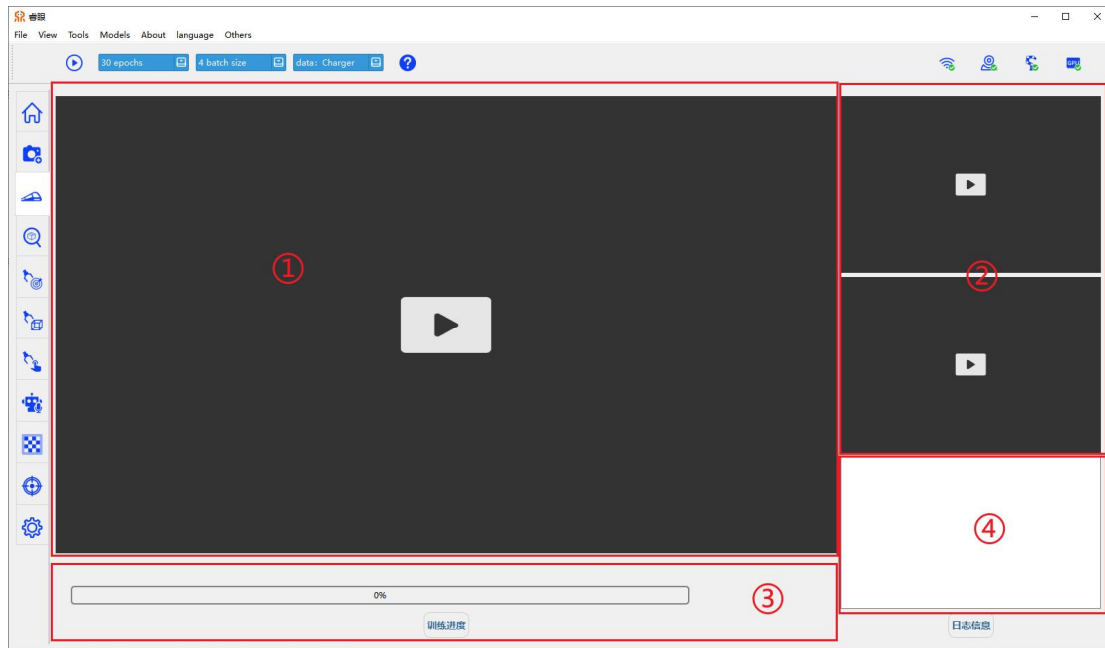 睿眼
File View Tools Models About language Others
30 epochs 4 batch size data: Charger ?
GPU
①
②
③
④
0%
训练进度
日志信息